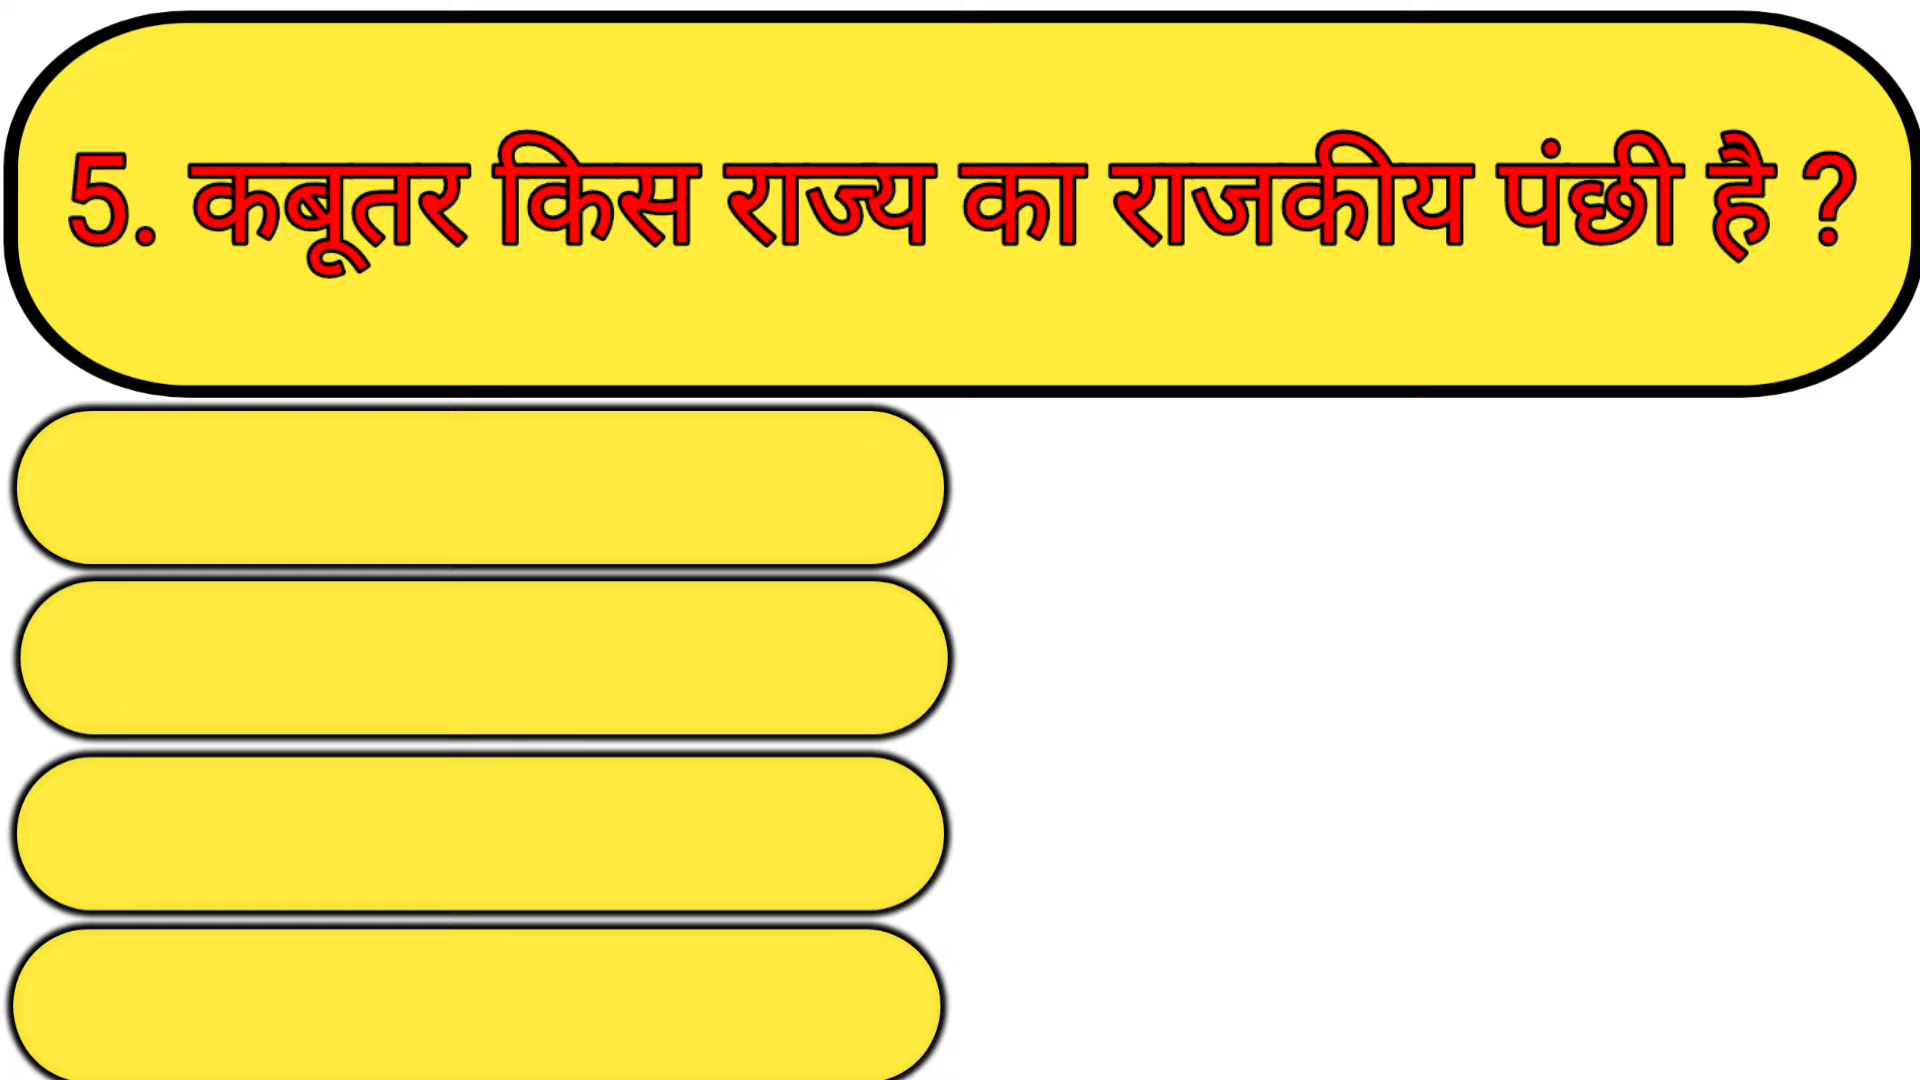 5. कबूतर किस राज्य का राजकीय पंछी है ?